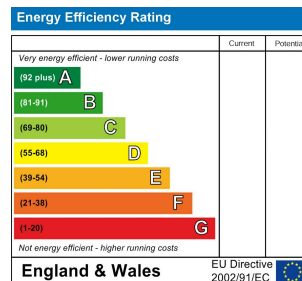 Energy Efficiency Rating
Current Potential
Very energy efficient - lower running costs
(92 plus) A
(81-91) B
(69-80) C
(55-68) D
(39-54) E
(21-38) F
(1-20) G
Not energy efficient - higher running costs
England & Wales
EU Directive
2002/91/EC